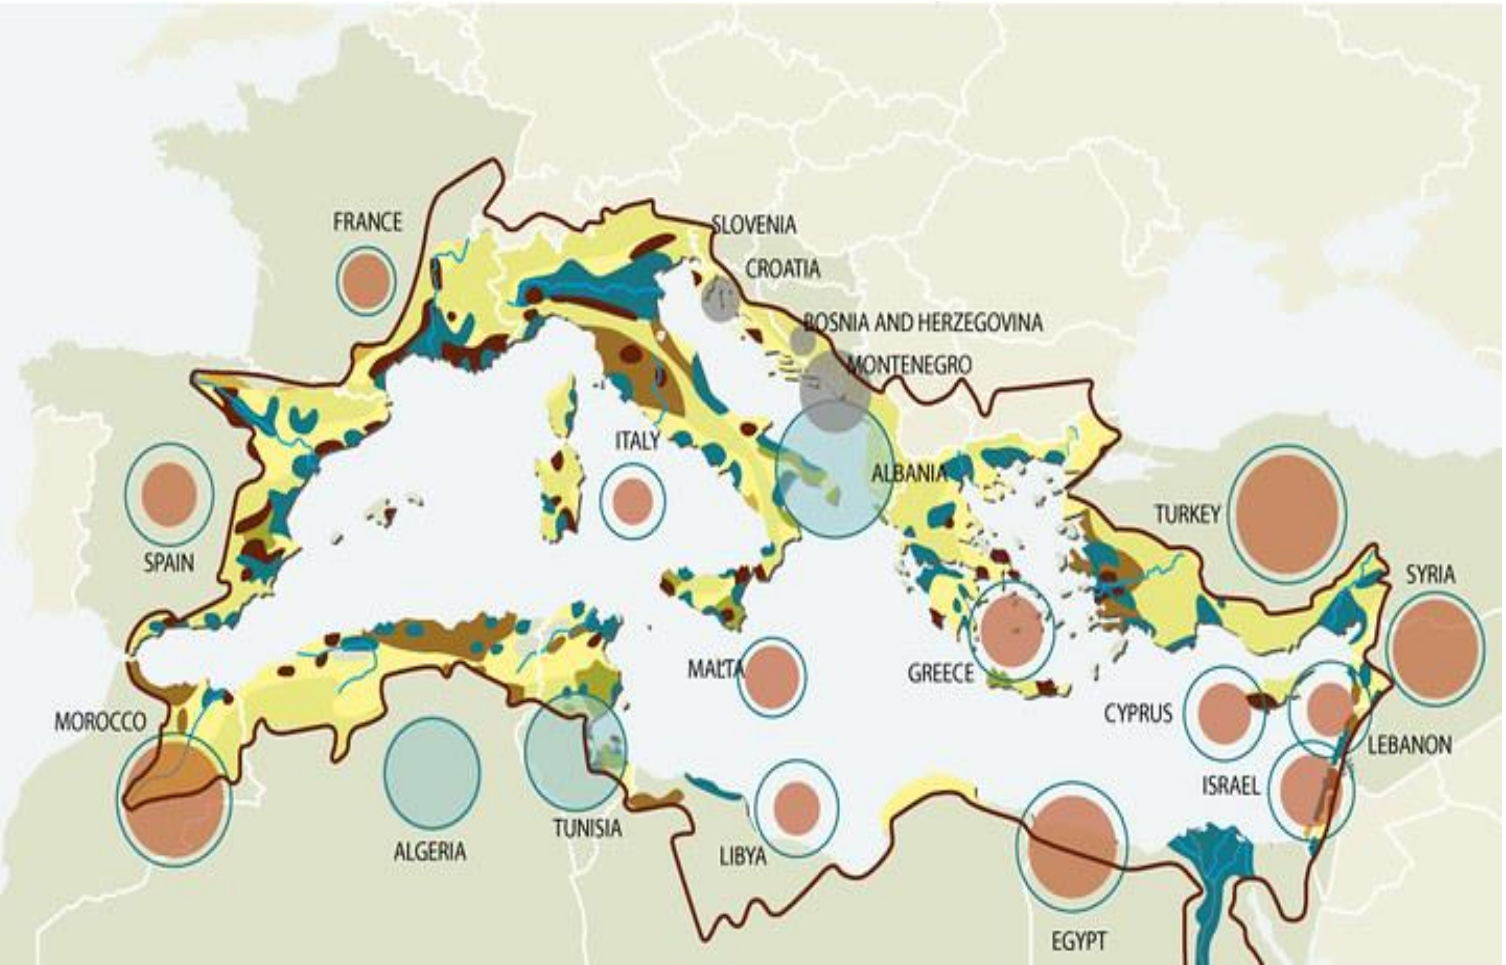 FRANCE
SLOVENIA
CROATIA
BOSNIA AND HERZEGOVINA
MONTENEGRO
ITALY
ALBANIA
SPAIN
TURKEY
SYRIA
MALTA
GREECE
CYPRUS
MOROCCO
LEBANON
ISRAEL
TUNISIA
ALGERIA
LIBYA
EGYPT